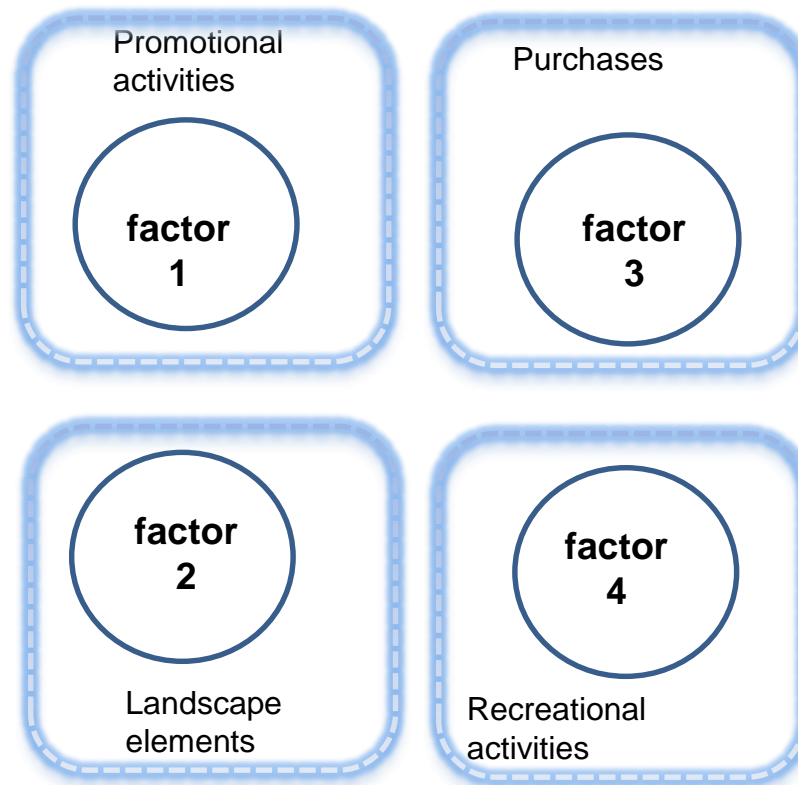 Promotional
activities
factor
1
Purchases
factor
3
factor
2
Landscape
elements
factor
4
Recreational
activities